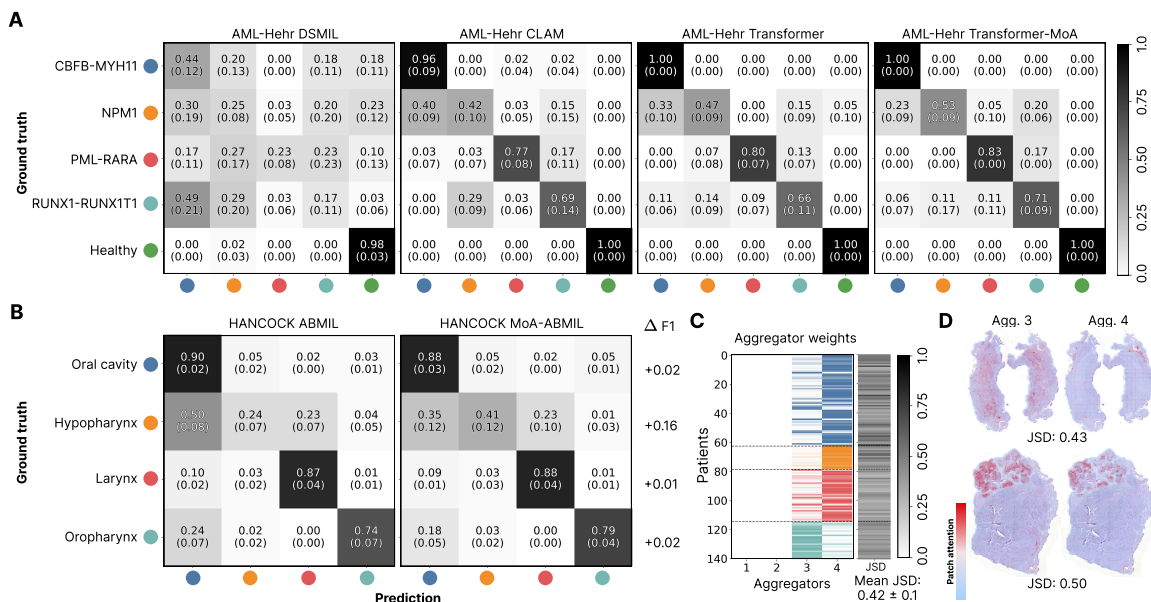 A
AML-Hehr DSMIL AML-Hehr CLAM AML-Hehr Transformer AML-Hehr Transformer-MoA
Ground truth
CBFB-MYH11 0.44 0.20 0.00 0.18 0.18 0.96 0.00 0.02 0.02 0.00 1.00 0.00 0.00 0.00 0.00 1.00 0.00 0.00 0.00 0.00
(0.12) (0.13) (0.00) (0.11) (0.11) (0.09) (0.00) (0.04) (0.04) (0.00) (0.00) (0.00) (0.00) (0.00) (0.00) (0.00) (0.00) (0.00) (0.00) (0.00)
NPM1 0.30 0.25 0.03 0.20 0.23 0.40 0.42 0.03 0.15 0.00 0.33 0.47 0.00 0.15 0.05 0.23 0.53 0.05 0.20 0.00
(0.19) (0.08) (0.05) (0.10) (0.12) (0.09) (0.10) (0.05) (0.09) (0.00) (0.10) (0.09) (0.00) (0.09) (0.10) (0.09) (0.09) (0.10) (0.06) (0.00)
PML-RARA 0.17 0.27 0.23 0.23 0.10 0.03 0.03 0.77 0.17 0.00 0.00 0.07 0.80 0.13 0.00 0.00 0.00 0.83 0.17 0.00
(0.11) (0.17) (0.08) (0.23) (0.13) (0.07) (0.07) (0.08) (0.11) (0.00) (0.00) (0.08) (0.07) (0.07) (0.00) (0.00) (0.00) (0.00) (0.00) (0.00)
RUNX1-RUNX1T1 0.49 0.29 0.03 0.17 0.03 0.00 0.29 0.03 0.69 0.00 0.11 0.14 0.09 0.66 0.00 0.06 0.11 0.11 0.71 0.00
(0.21) (0.20) (0.06) (0.11) (0.06) (0.00) (0.09) (0.06) (0.14) (0.00) (0.06) (0.09) (0.07) (0.11) (0.00) (0.07) (0.17) (0.11) (0.09) (0.00)
Healthy 0.00 0.02 0.00 0.00 0.98 0.00 0.00 0.00 0.00 1.00 0.00 0.00 0.00 0.00 1.00 0.00 0.00 0.00 0.00 1.00
(0.00) (0.03) (0.00) (0.00) (0.03) (0.00) (0.00) (0.00) (0.00) (0.00) (0.00) (0.00) (0.00) (0.00) (0.00) (0.00) (0.00) (0.00) (0.00) (0.00)
1.0
0.75
0.50
0.25
0.0
B
HANCOCK ABMIL HANCOCK MoA-ABMIL Δ F1
Ground truth
Oral cavity 0.90 0.05 0.02 0.03 0.88 0.05 0.02 0.05 +0.02
(0.02) (0.02) (0.01) (0.01) (0.03) (0.02) (0.00) (0.01)
Hypopharynx 0.50 0.24 0.23 0.04 0.35 0.41 0.23 0.01 +0.16
(0.08) (0.07) (0.07) (0.05) (0.12) (0.12) (0.10) (0.03)
Larynx 0.10 0.03 0.87 0.01 0.09 0.03 0.88 0.01 +0.01
(0.02) (0.02) (0.04) (0.01) (0.01) (0.03) (0.04) (0.01)
Oropharynx 0.24 0.02 0.00 0.74 0.18 0.03 0.00 0.79 +0.02
(0.07) (0.02) (0.00) (0.07) (0.05) (0.02) (0.00) (0.04)
Prediction
C
Aggregator weights
Patients
0
20
40
60
80
100
120
140
1 2 3 4 JSD
Aggregators
Mean JSD:
0.42 ± 0.1
1.0
0.75
0.50
0.25
0.0
D
Agg. 3 Agg. 4
JSD: 0.43
Patch attention
JSD: 0.50